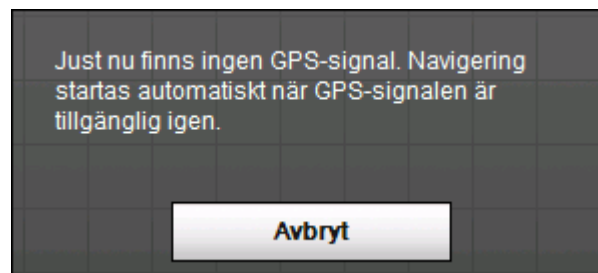 Just nu finns ingen GPS-signal. Navigering
startas automatiskt när GPS-signalen är
tillgänglig igen.
Avbryt